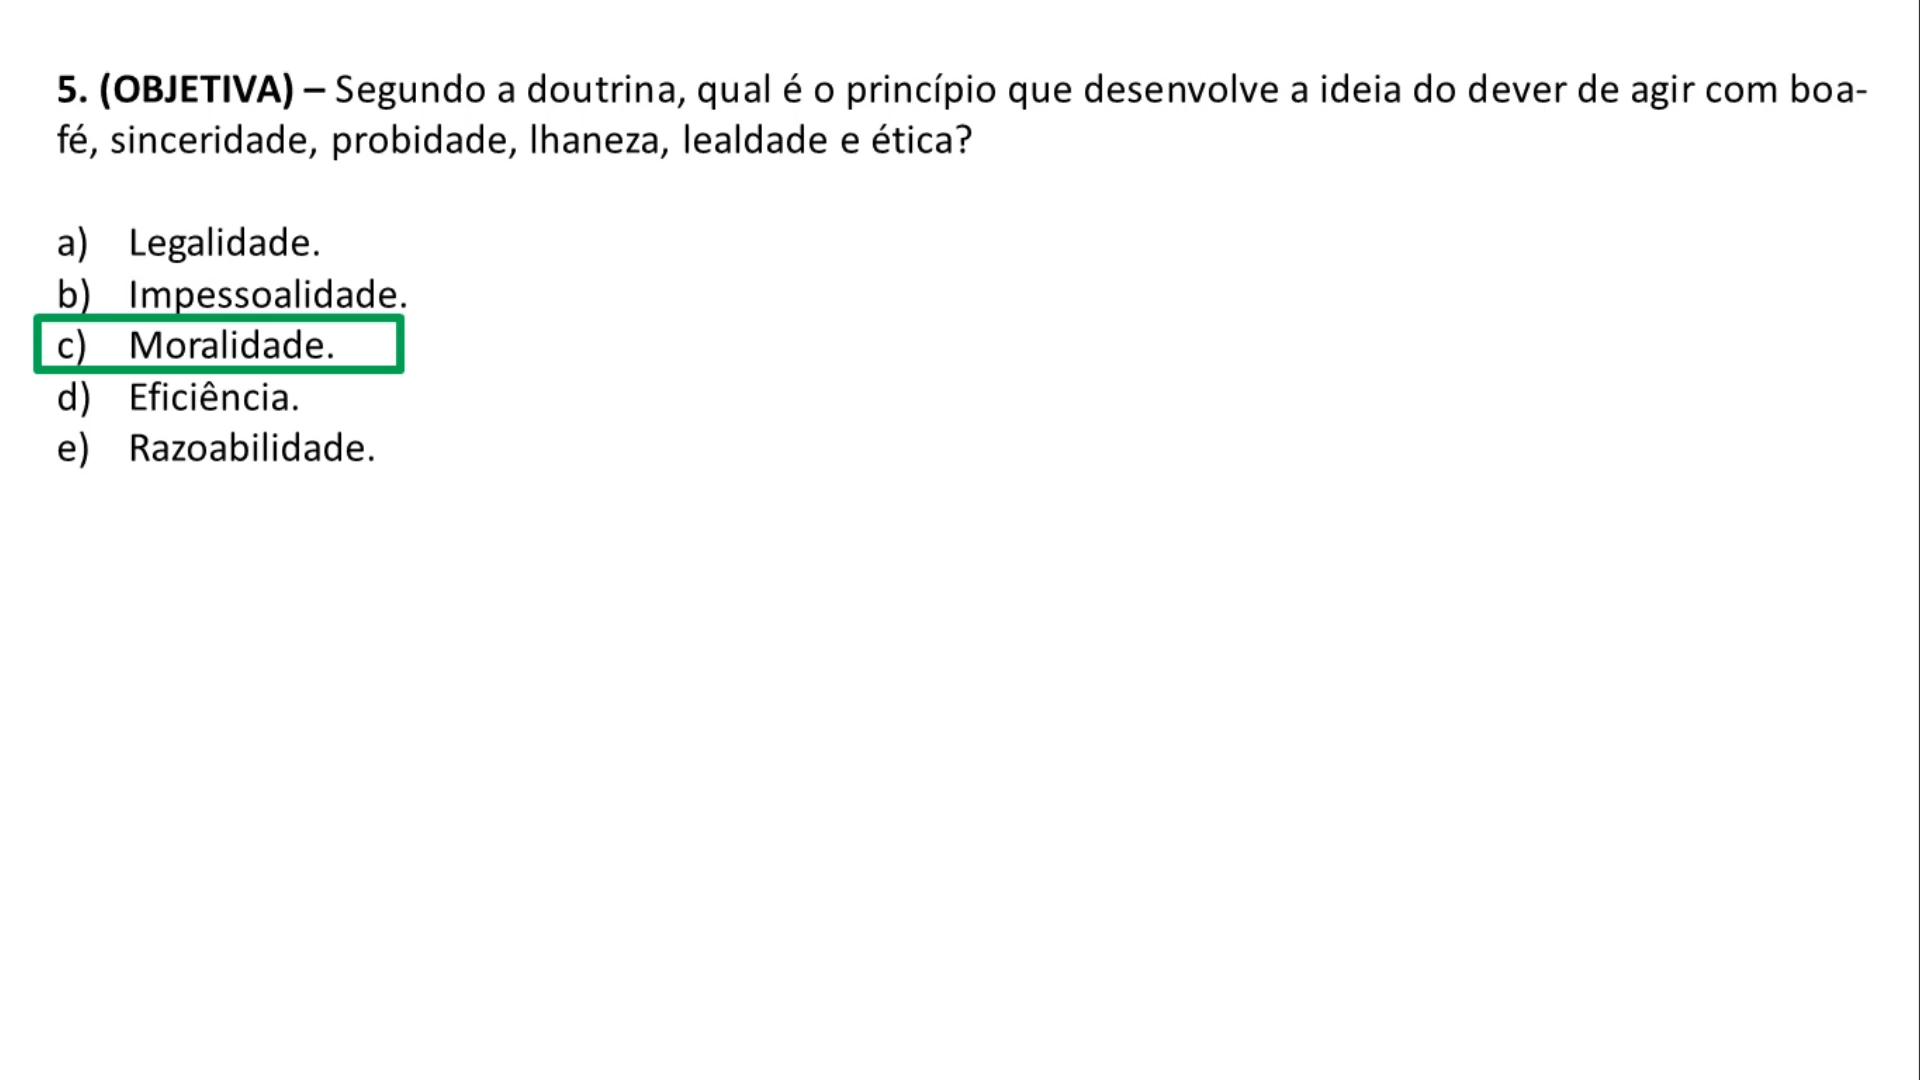 5. (OBJETIVA) – Segundo a doutrina, qual é o princípio que desenvolve a ideia do dever de agir com boa-
fé, sinceridade, probidade, lhaneza, lealdade e ética?
a) Legalidade.
b) Impessoalidade.
c) Moralidade.
d) Eficiência.
e) Razoabilidade.